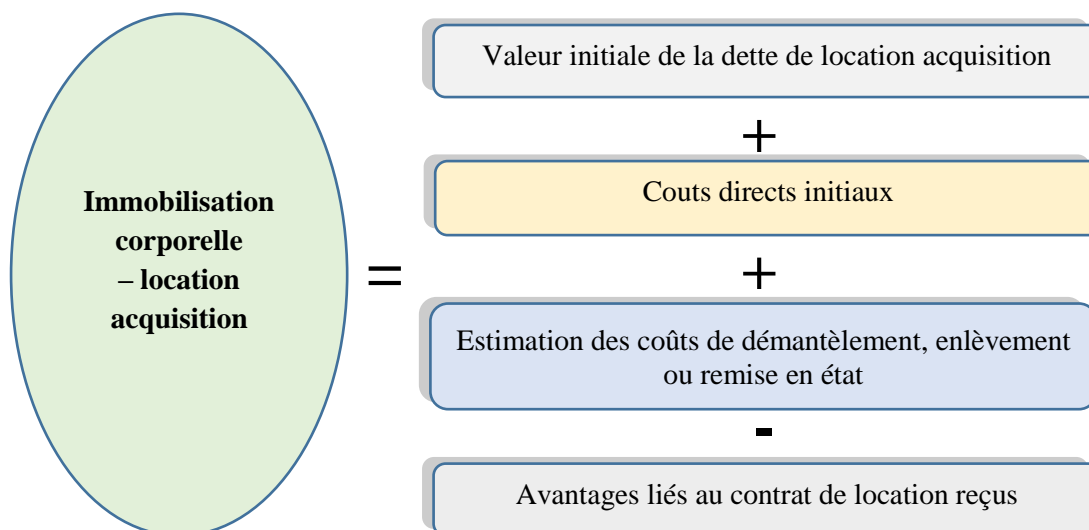 Immobilisation
corporelle
– location
acquisition
=
Valeur initiale de la dette de location acquisition
+
Couts directs initiaux
+
Estimation des coûts de démantèlement, enlèvement
ou remise en état
-
Avantages liés au contrat de location reçus